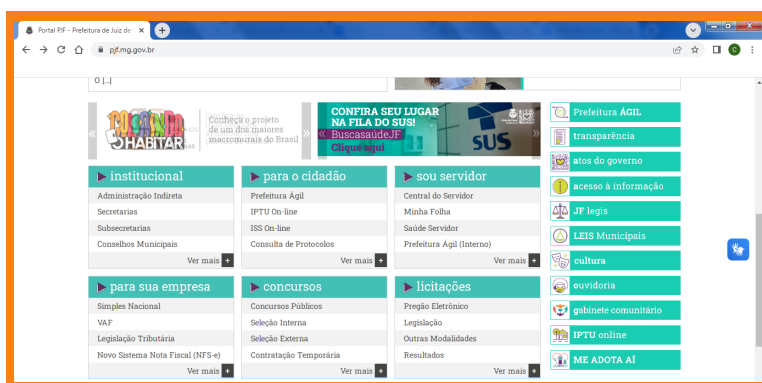 Portal PJF - Prefeitura de Juiz de
pjf.mg.gov.br
C
o [...]
COLORINDO
O HABITAR
Conheça o projeto
de um dos maiores
macromurais do Brasil
CONFIRA SEU LUGAR
NA FILA DO SUS!
BuscasaúdeJF
Clique aqui
SUS
institucional
Administração Indireta
Secretarias
Subsecretarias
Conselhos Municipais
Ver mais +
para o cidadão
Prefeitura Ágil
IPTU On-line
ISS On-line
Consulta de Protocolos
Ver mais +
sou servidor
Central do Servidor
Minha Folha
Saúde Servidor
Prefeitura Ágil (Interno)
Ver mais +
para sua empresa
Simples Nacional
VAF
Legislação Tributária
Novo Sistema Nota Fiscal (NFS-e)
Ver mais +
concursos
Concursos Públicos
Seleção Interna
Seleção Externa
Contratação Temporária
Ver mais +
licitações
Pregão Eletrônico
Legislação
Outras Modalidades
Resultados
Ver mais +
Prefeitura ÁGIL
transparência
atos do governo
acesso à informação
JF legis
LEIS Municipais
cultura
ouvidoria
gabinete comunitário
IPTU online
ME ADOTA AÍ